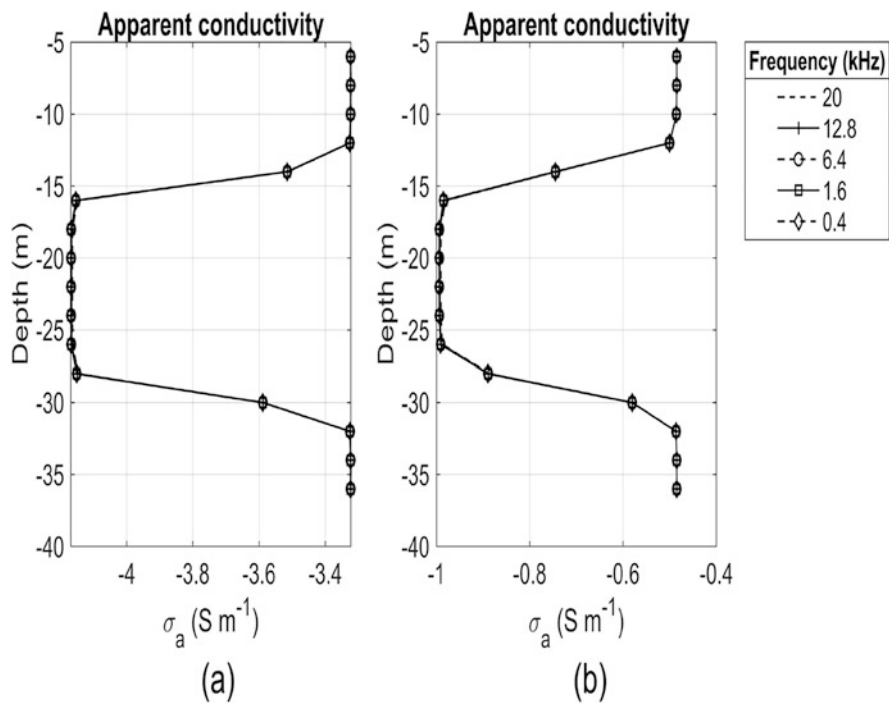 Apparent conductivity
-5
-10
-15
-20
-25
-30
-35
-40
Depth (m)
-4 -3.8 -3.6 -3.4
σa (S m-1)
(a)
Apparent conductivity
-5
-10
-15
-20
-25
-30
-35
-40
Depth (m)
-1 -0.8 -0.6 -0.4
σa (S m-1)
(b)
Frequency (kHz)
20
12.8
6.4
1.6
0.4